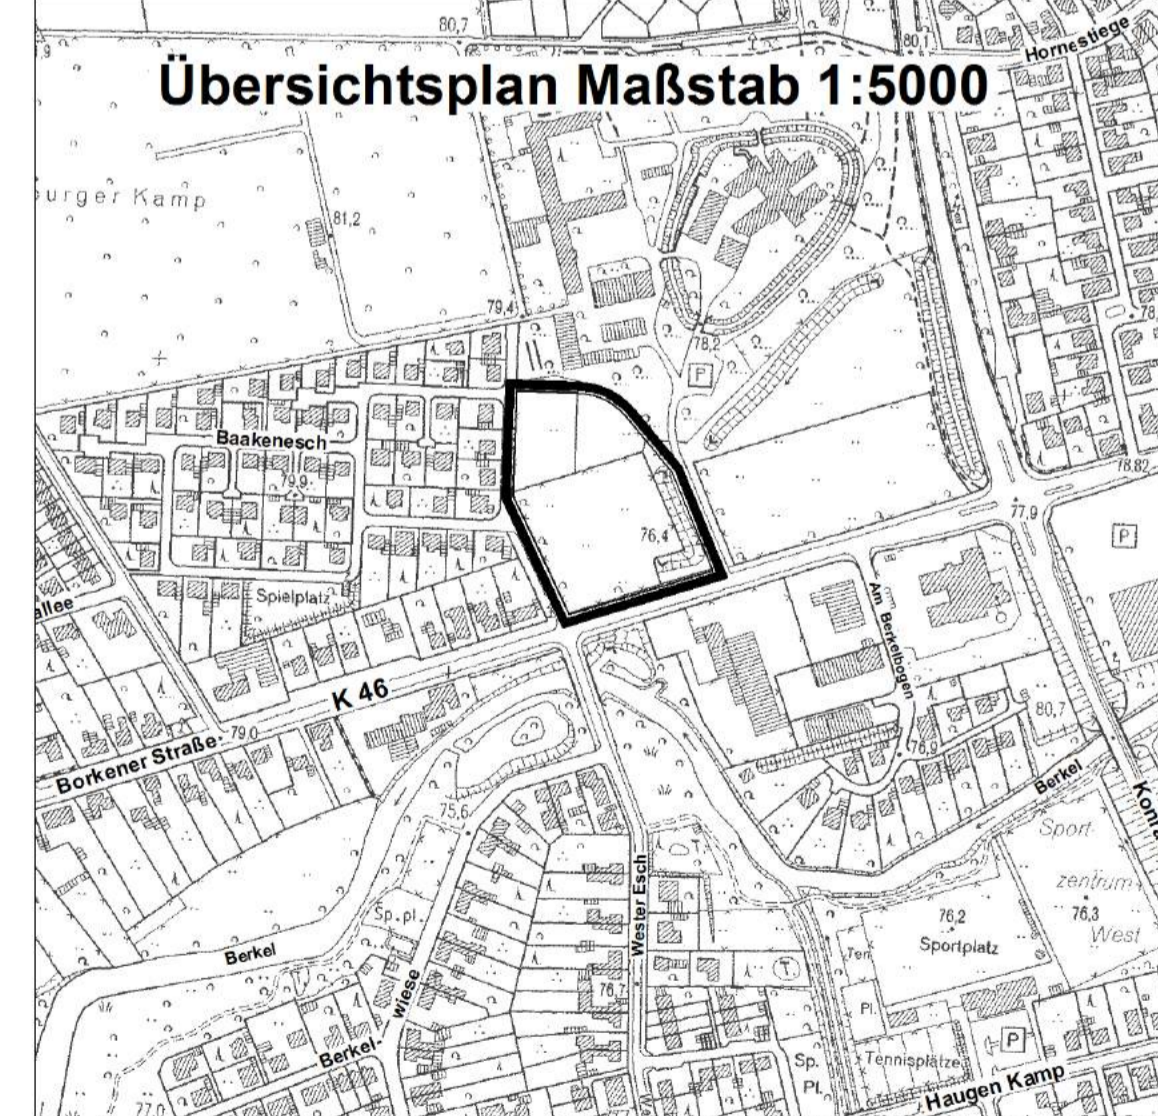 80,7
80,1
Hornestiege
Übersichtsplan Maßstab 1:5000
urger Kamp
81,2
79,4
78,2
P
Baakenesch
79,9
78,82
77,9
P
76,4
Spielplatz
allee
Am Berkelbogen
K 46
80,7
79,0
Borkener Straße
76,9
Berkel
75,6
Sport-
zentrum
West
76,3
Wester Esch
Sp.pl.
76,2
Sportplatz
Berkel
Ten
T
76,7
wiese
Pl.
P
Berkel-
Sp.
Pl.
Tennisplätze
Haugen Kamp
77,0